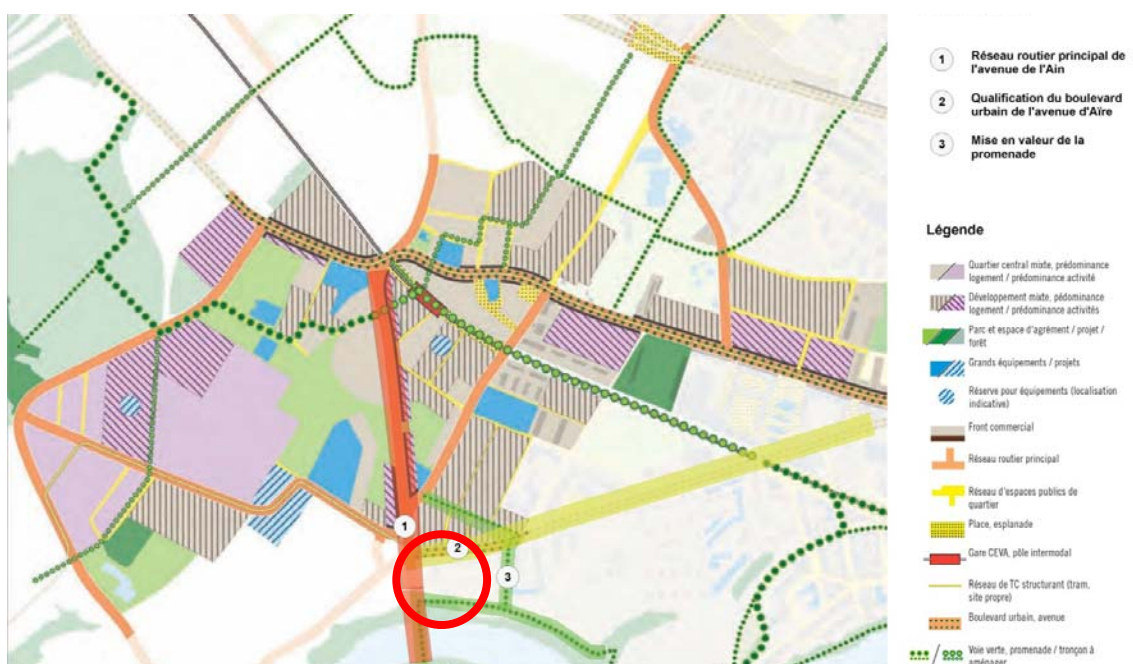 1
Réseau routier principal de
l'avenue de l'Ain
2
Qualification du boulevard
urbain de l'avenue d'Aïre
3
Mise en valeur de la
promenade
Légende
Quartier central mixte, prédominance
logement / prédominance activité
Développement mixte, pédominance
logement / prédominance activités
Parc et espace d'agrément / projet /
forêt
Grands équipements / projets
Réserve pour équipements (localisation
indicative)
Front commercial
Réseau routier principal
Réseau d'espaces publics de
quartier
Place, esplanade
Gare CEVA, pôle intermodal
Réseau de TC structurant (tram,
site propre)
Boulevard urbain, avenue
Voie verte, promenade / tronçon à
aménager
1
2
3